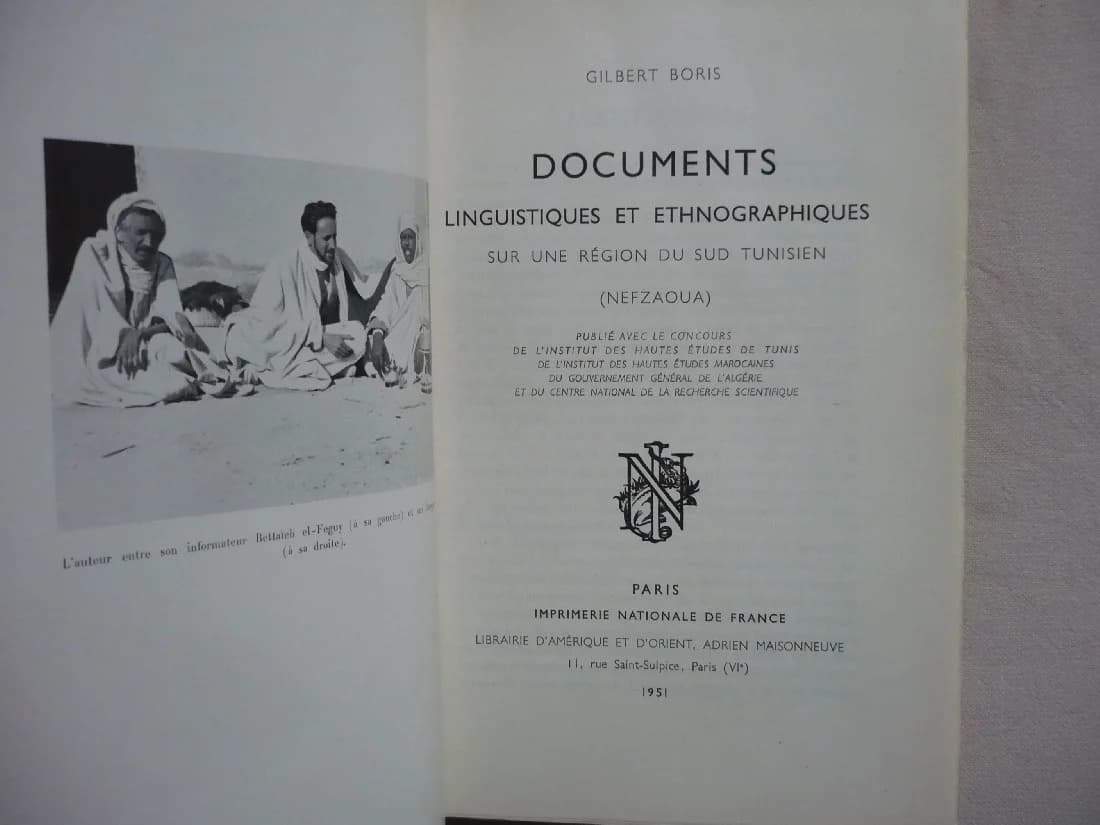 L'auteur entre son informateur Bettaïeb el-Feguy (à sa gauche) et un
(à sa droite).
GILBERT BORIS
DOCUMENTS
LINGUISTIQUES ET ETHNOGRAPHIQUES
SUR UNE RÉGION DU SUD TUNISIEN
(NEFZAOUA)
PUBLIÉ AVEC LE CONCOURS
DE L'INSTITUT DES HAUTES ÉTUDES DE TUNIS
DE L'INSTITUT DES HAUTES ÉTUDES MAROCAINES
DU GOUVERNEMENT GÉNÉRAL DE L'ALGÉRIE
ET DU CENTRE NATIONAL DE LA RECHERCHE SCIENTIFIQUE
PARIS
IMPRIMERIE NATIONALE DE FRANCE
LIBRAIRIE D'AMÉRIQUE ET D'ORIENT, ADRIEN MAISONNEUVE
11, rue Saint-Sulpice, Paris (VIe)
1951